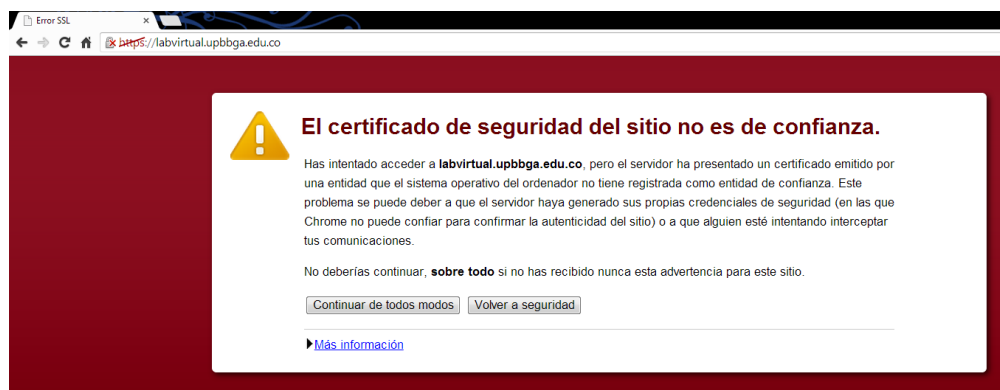 Error SSL
https://labvirtual.upbbga.edu.co
El certificado de seguridad del sitio no es de confianza.
Has intentado acceder a labvirtual.upbbga.edu.co, pero el servidor ha presentado un certificado emitido por
una entidad que el sistema operativo del ordenador no tiene registrada como entidad de confianza. Este
problema se puede deber a que el servidor haya generado sus propias credenciales de seguridad (en las que
Chrome no puede confiar para confirmar la autenticidad del sitio) o a que alguien esté intentando interceptar
tus comunicaciones.
No deberías continuar, sobre todo si no has recibido nunca esta advertencia para este sitio.
Continuar de todos modos Volver a seguridad
Más información